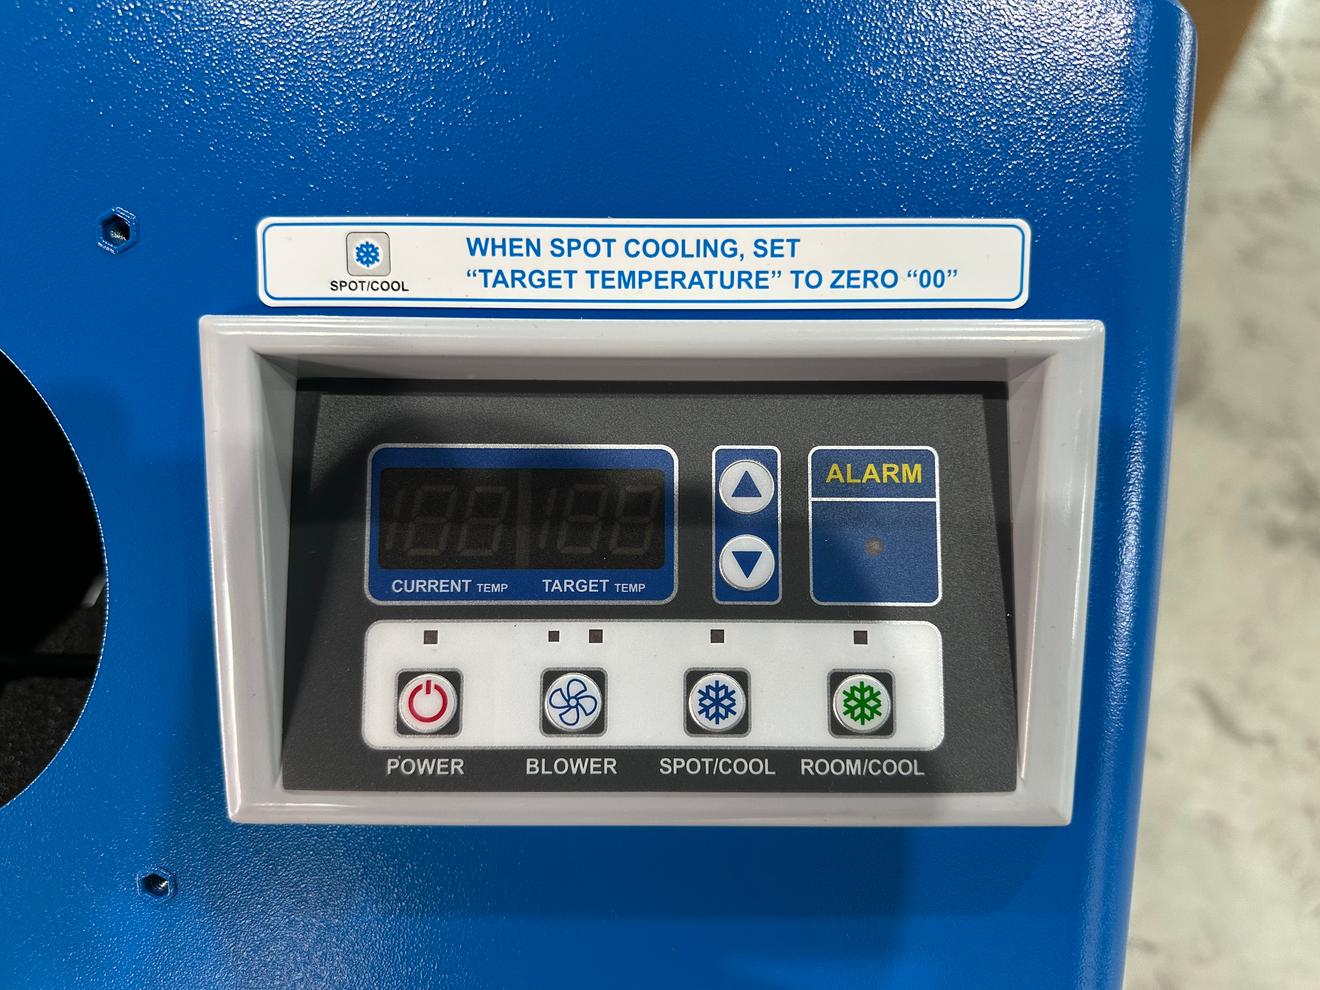 SPOT/COOL
WHEN SPOT COOLING, SET
“TARGET TEMPERATURE” TO ZERO “00”
CURRENT TEMP
TARGET TEMP
ALARM
POWER
BLOWER
SPOT/COOL
ROOM/COOL